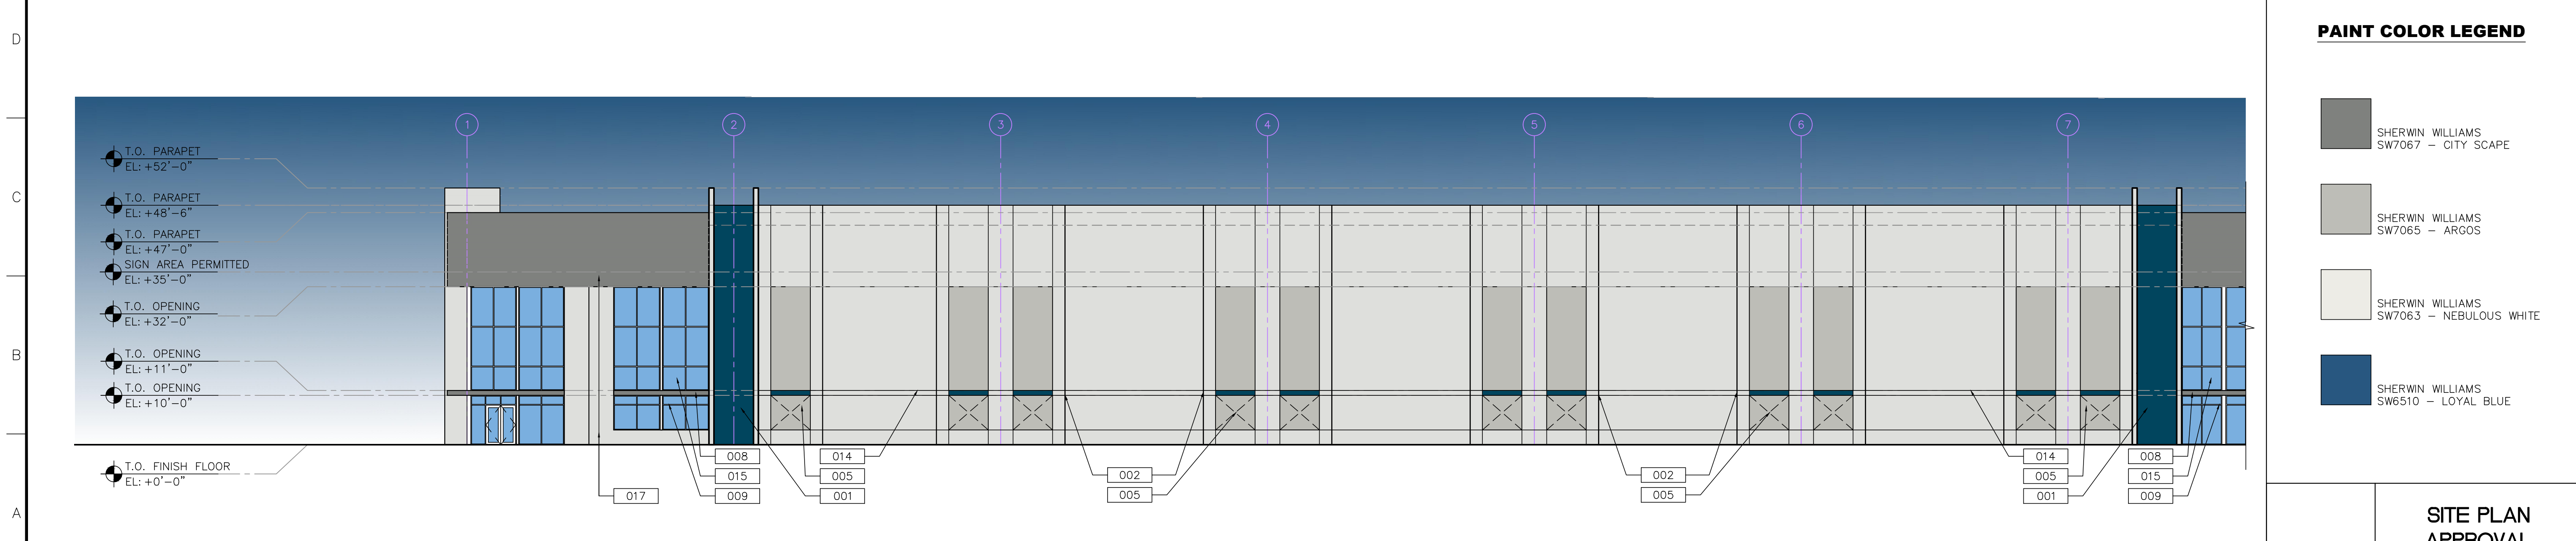 D
C
B
A
1
2
3
4
5
6
7
T.O. PARAPET
EL: +52'-0"
T.O. PARAPET
EL: +48'-6"
T.O. PARAPET
EL: +47'-0"
SIGN AREA PERMITTED
EL: +35'-0"
T.O. OPENING
EL: +32'-0"
T.O. OPENING
EL: +11'-0"
T.O. OPENING
EL: +10'-0"
T.O. FINISH FLOOR
EL: +0'-0"
017
008
015
009
014
005
001
002
005
002
005
014
005
001
008
015
009
PAINT COLOR LEGEND
SHERWIN WILLIAMS
SW7067 - CITY SCAPE
SHERWIN WILLIAMS
SW7065 - ARGOS
SHERWIN WILLIAMS
SW7063 - NEBULOUS WHITE
SHERWIN WILLIAMS
SW6510 - LOYAL BLUE
SITE PLAN
APPROVAL